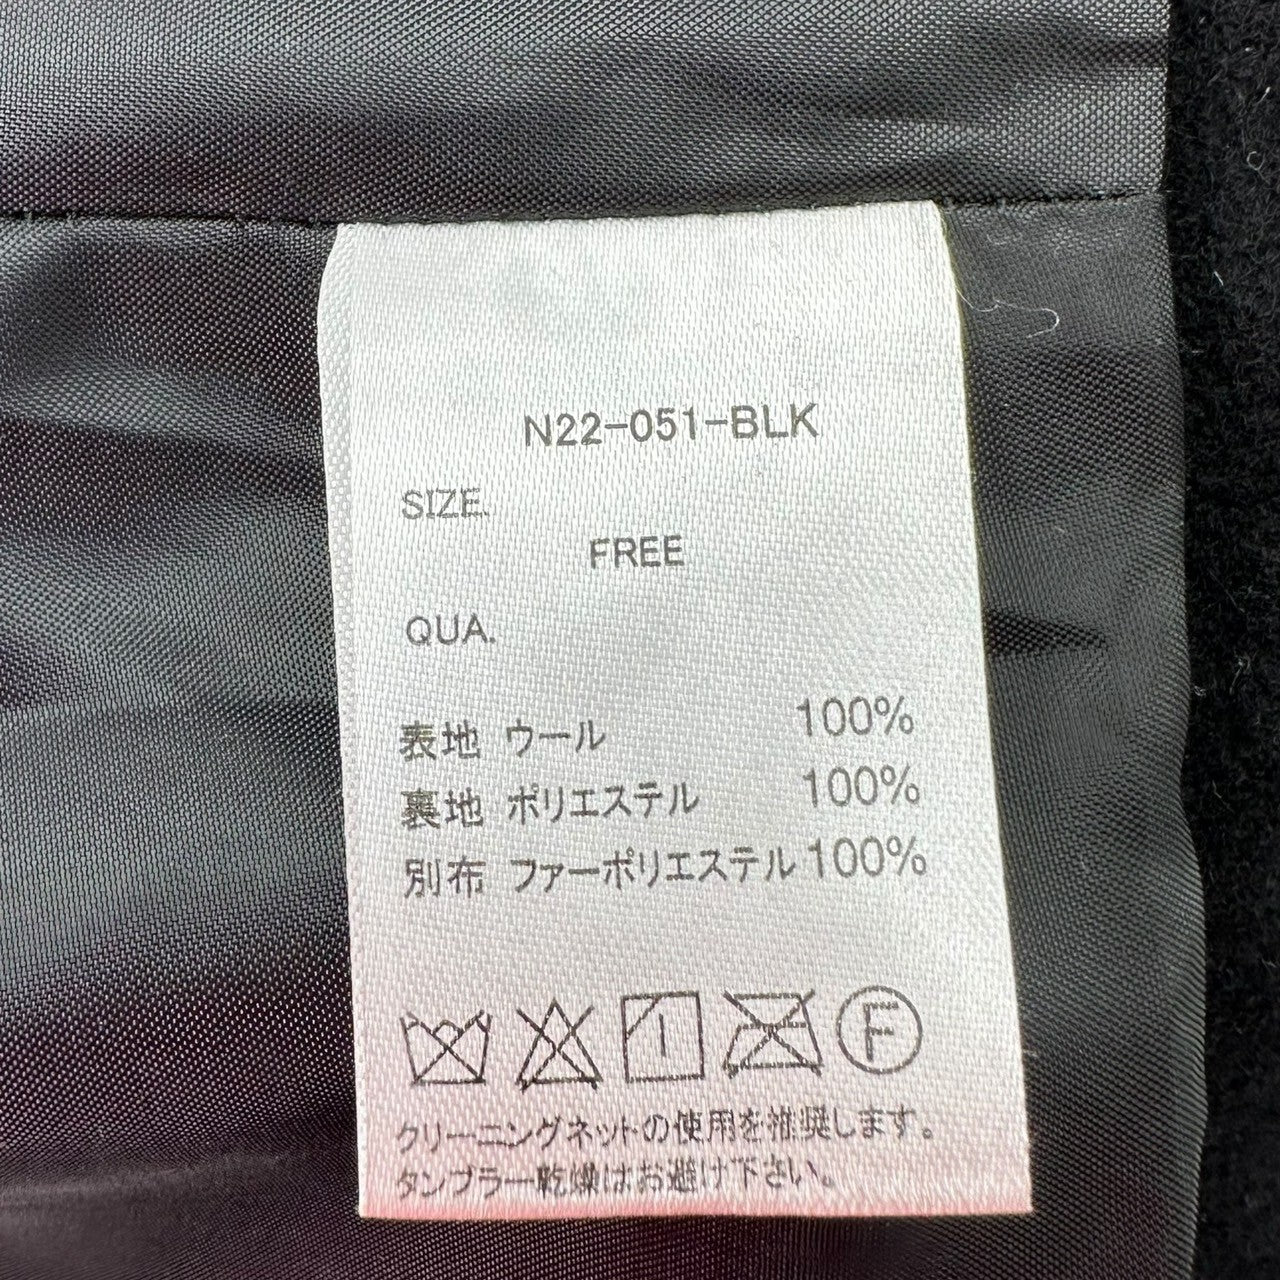 N22-051-BLK
SIZE.
FREE
QUA.
表地 ウール 100%
裏地 ポリエステル 100%
別布 ファーポリエステル 100%
F
クリーニングネットの使用を推奨します。
タンブラー乾燥はお避け下さい。